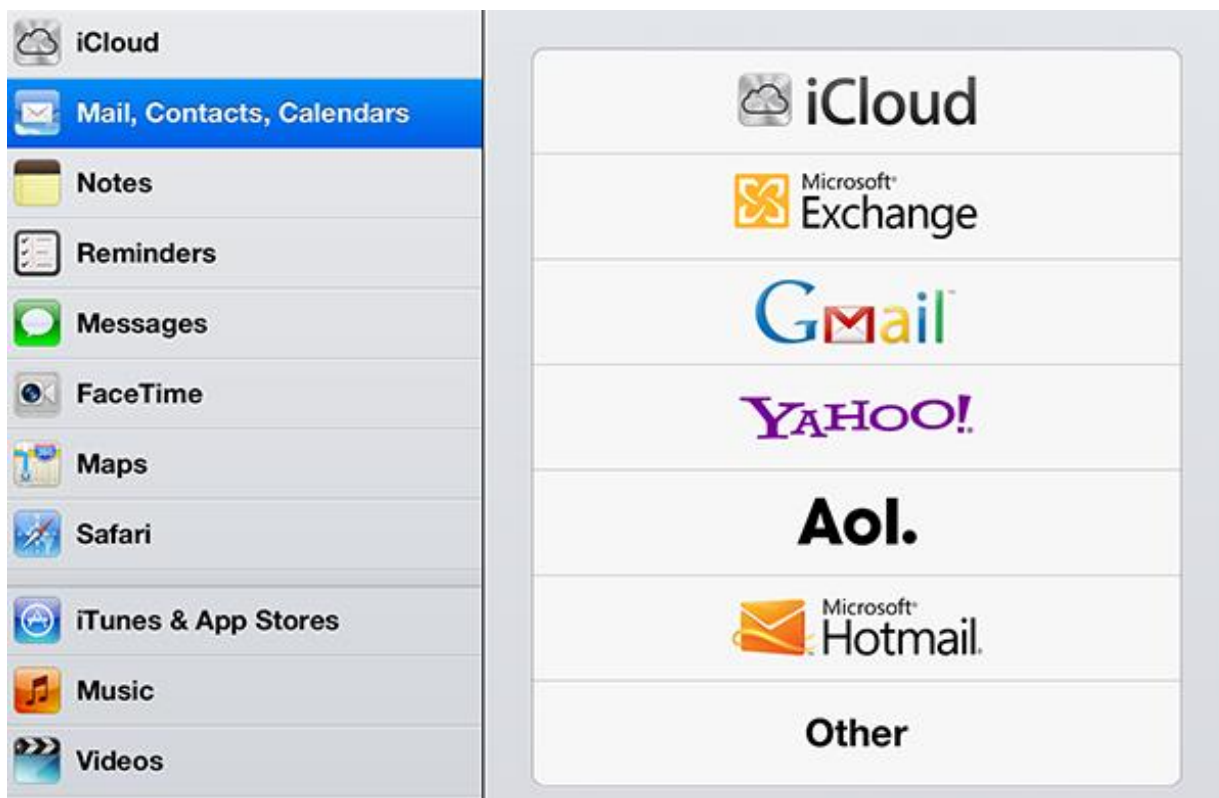 iCloud
Mail, Contacts, Calendars
Notes
Reminders
Messages
FaceTime
Maps
Safari
iTunes & App Stores
Music
Videos
iCloud
Microsoft®
Exchange
Gmail™
YAHOO!®
Aol.
Microsoft®
Hotmail®
Other